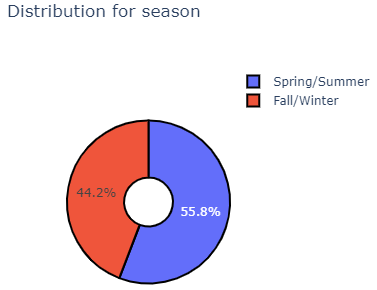 Distribution for season
Spring/Summer
Fall/Winter
44.2%
55.8%